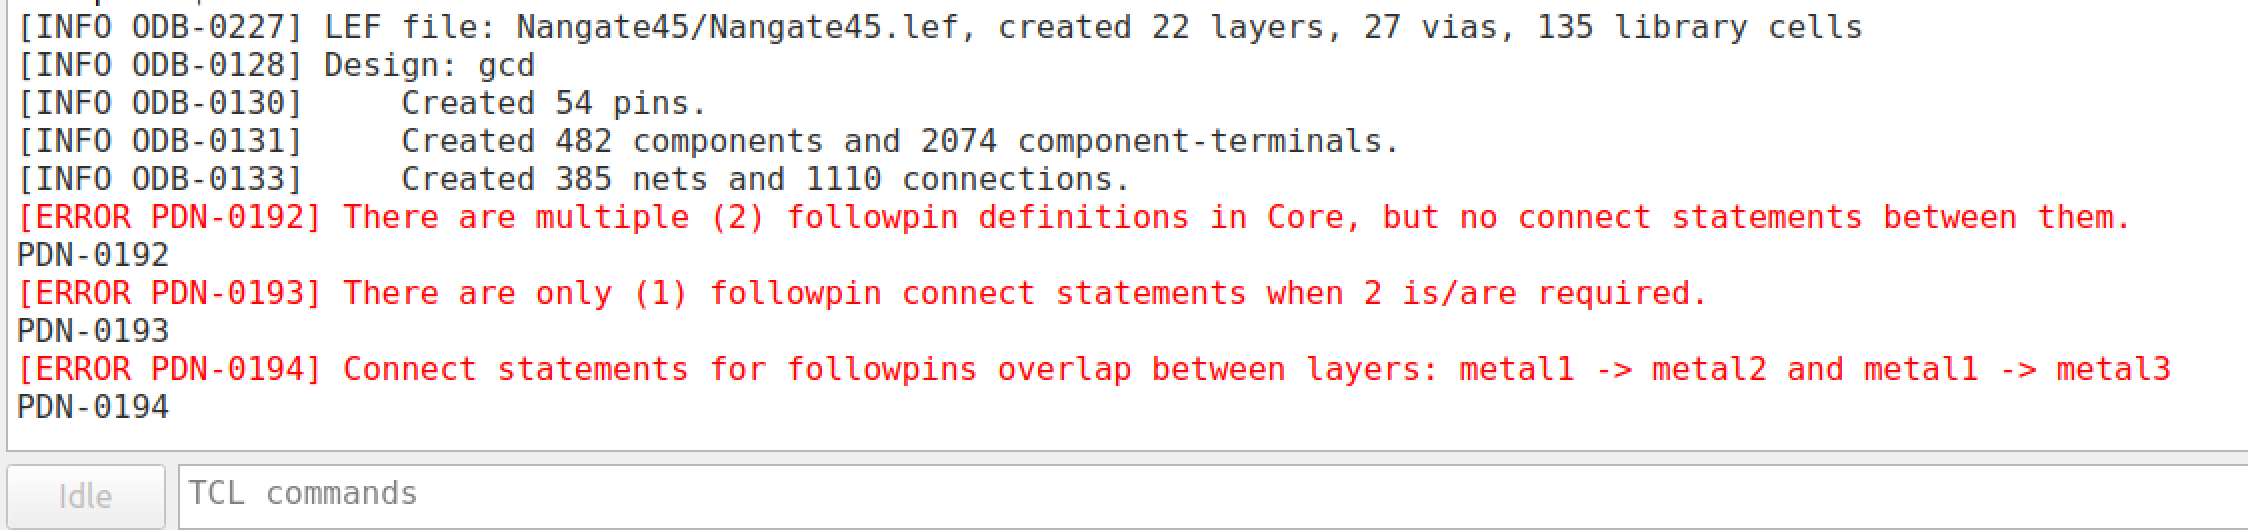 [INFO ODB-0227] LEF file: Nangate45/Nangate45.lef, created 22 layers, 27 vias, 135 library cells
[INFO ODB-0128] Design: gcd
[INFO ODB-0130]     Created 54 pins.
[INFO ODB-0131]     Created 482 components and 2074 component-terminals.
[INFO ODB-0133]     Created 385 nets and 1110 connections.
[ERROR PDN-0192] There are multiple (2) followpin definitions in Core, but no connect statements between them.
PDN-0192
[ERROR PDN-0193] There are only (1) followpin connect statements when 2 is/are required.
PDN-0193
[ERROR PDN-0194] Connect statements for followpins overlap between layers: metal1 -> metal2 and metal1 -> metal3
PDN-0194
Idle
TCL commands